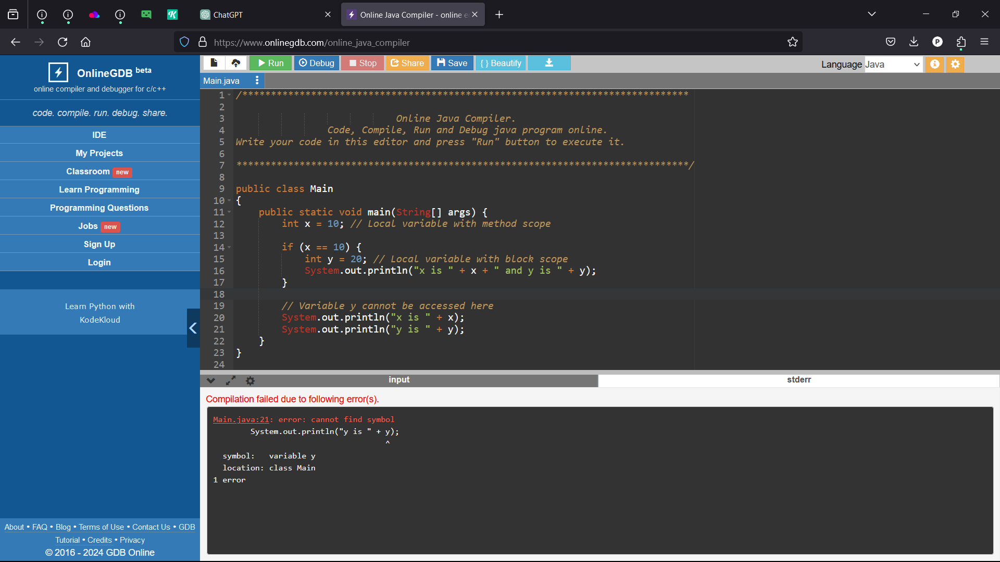 ChatGPT
Online Java Compiler - online e
https://www.onlinegdb.com/online_java_compiler
OnlineGDB beta
online compiler and debugger for c/c++
code. compile. run. debug. share.
IDE
My Projects
Classroom new
Learn Programming
Programming Questions
Jobs new
Sign Up
Login
Learn Python with
KodeKloud
About • FAQ • Blog • Terms of Use • Contact Us • GDB
Tutorial • Credits • Privacy
© 2016 - 2024 GDB Online
Run Debug Stop Share Save { } Beautify Language Java
Main.java
1 /******************************************************************************
2
3 Online Java Compiler.
4 Code, Compile, Run and Debug java program online.
5 Write your code in this editor and press "Run" button to execute it.
6
7 *******************************************************************************/
8
9 public class Main
10 {
11 public static void main(String[] args) {
12 int x = 10; // Local variable with method scope
13
14 if (x == 10) {
15 int y = 20; // Local variable with block scope
16 System.out.println("x is " + x + " and y is " + y);
17 }
18
19 // Variable y cannot be accessed here
20 System.out.println("x is " + x);
21 System.out.println("y is " + y);
22 }
23 }
24
input stderr
Compilation failed due to following error(s).
Main.java:21: error: cannot find symbol
System.out.println("y is " + y);
^
symbol: variable y
location: class Main
1 error